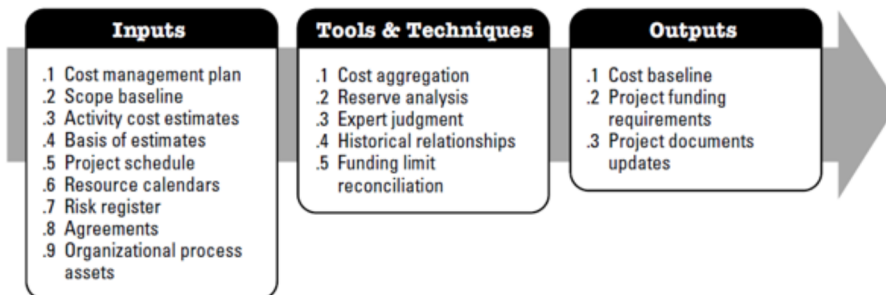 Inputs
.1 Cost management plan
.2 Scope baseline
.3 Activity cost estimates
.4 Basis of estimates
.5 Project schedule
.6 Resource calendars
.7 Risk register
.8 Agreements
.9 Organizational process
assets
Tools & Techniques
.1 Cost aggregation
.2 Reserve analysis
.3 Expert judgment
.4 Historical relationships
.5 Funding limit
reconciliation
Outputs
.1 Cost baseline
.2 Project funding
requirements
.3 Project documents
updates